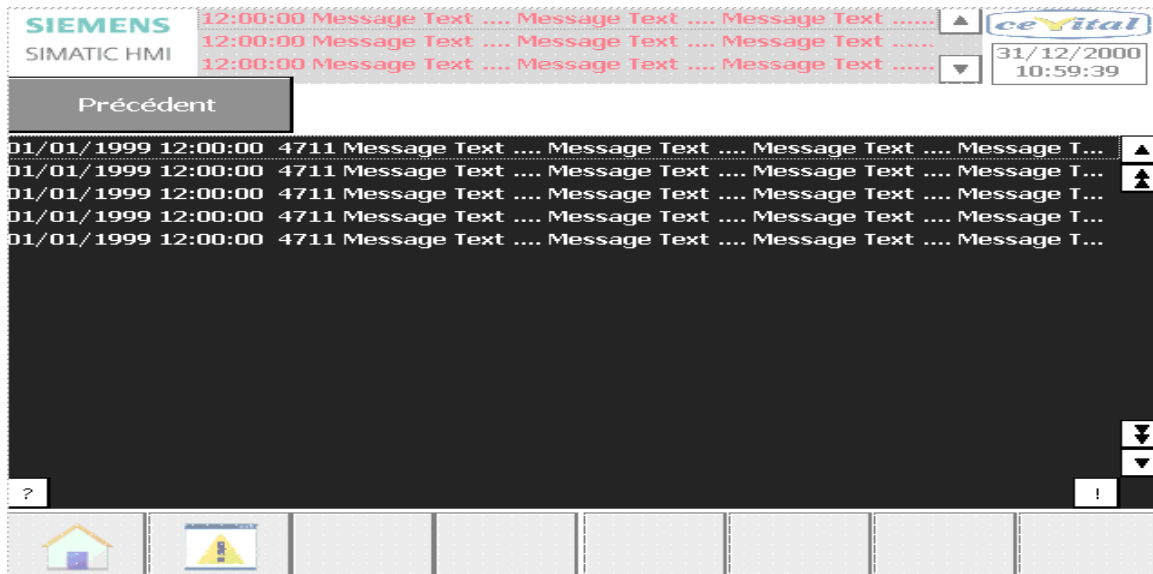 SIEMENS
SIMATIC HMI
12:00:00 Message Text .... Message Text .... Message Text ......
12:00:00 Message Text .... Message Text .... Message Text ......
12:00:00 Message Text .... Message Text .... Message Text ......
cevital
31/12/2000
10:59:39
Précédent
01/01/1999 12:00:00 4711 Message Text .... Message Text .... Message Text .... Message T...
01/01/1999 12:00:00 4711 Message Text .... Message Text .... Message Text .... Message T...
01/01/1999 12:00:00 4711 Message Text .... Message Text .... Message Text .... Message T...
01/01/1999 12:00:00 4711 Message Text .... Message Text .... Message Text .... Message T...
01/01/1999 12:00:00 4711 Message Text .... Message Text .... Message Text .... Message T...
?
!